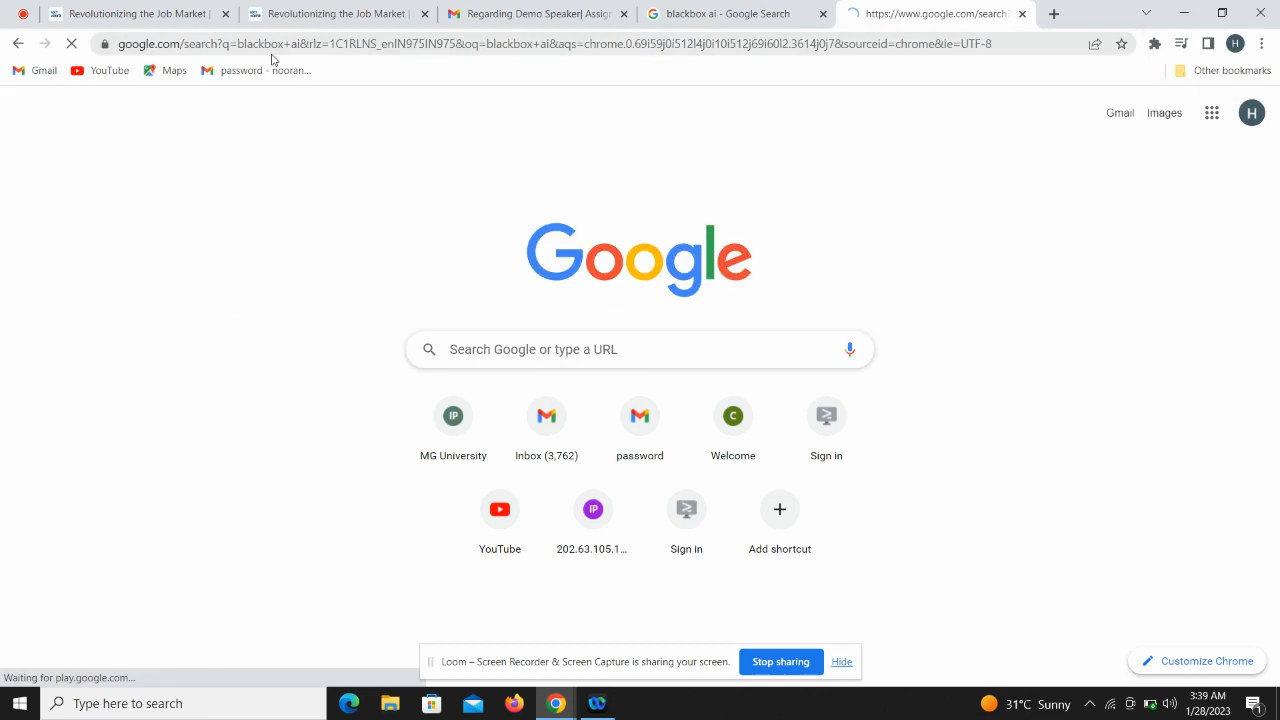 Revolutionizing the Job Market |
Revolutionizing the Job Market |
Regarding Demo Speaker| Assign
blackbox ai - Google Search
https://www.google.com/search?
google.com/search?q=blackbox+ai&rlz=1C1RLNS_enIN975IN975&oq=blackbox+ai&aqs=chrome.0.69i59j0i512l4j0i10i512j69i60l2.3614j0j7&sourceid=chrome&ie=UTF-8
H
Gmail
YouTube
Maps
password - nooran...
Other bookmarks
Gmail
Images
H
Google
Search Google or type a URL
IP
C
MG University
Inbox (3,762)
password
Welcome
Sign in
IP
YouTube
202.63.105.1...
Sign in
Add shortcut
Loom – Screen Recorder & Screen Capture is sharing your screen.
Stop sharing
Hide
Customize Chrome
Waiting for play.google.com...
Type here to search
31°C Sunny
3:39 AM
1/28/2023
1